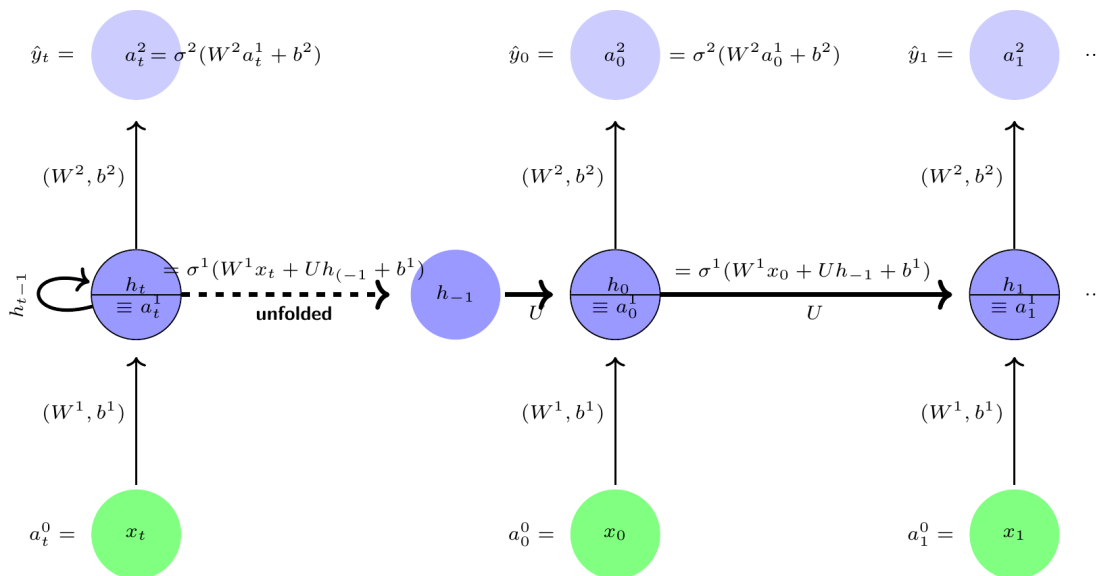 ŷ_t = a_t^2 = σ^2(W^2 a_t^1 + b^2)
ŷ_0 = a_0^2 = σ^2(W^2 a_0^1 + b^2)
ŷ_1 = a_1^2 ...
(W^2, b^2)
(W^2, b^2)
(W^2, b^2)
h_{t−1}
h_t
≡ a_t^1
= σ^1(W^1 x_t + U h_{(−1} + b^1)
unfolded
h_{−1}
U
h_0
≡ a_0^1
= σ^1(W^1 x_0 + U h_{−1} + b^1)
U
h_1
≡ a_1^1
...
(W^1, b^1)
(W^1, b^1)
(W^1, b^1)
a_t^0 = x_t
a_0^0 = x_0
a_1^0 = x_1